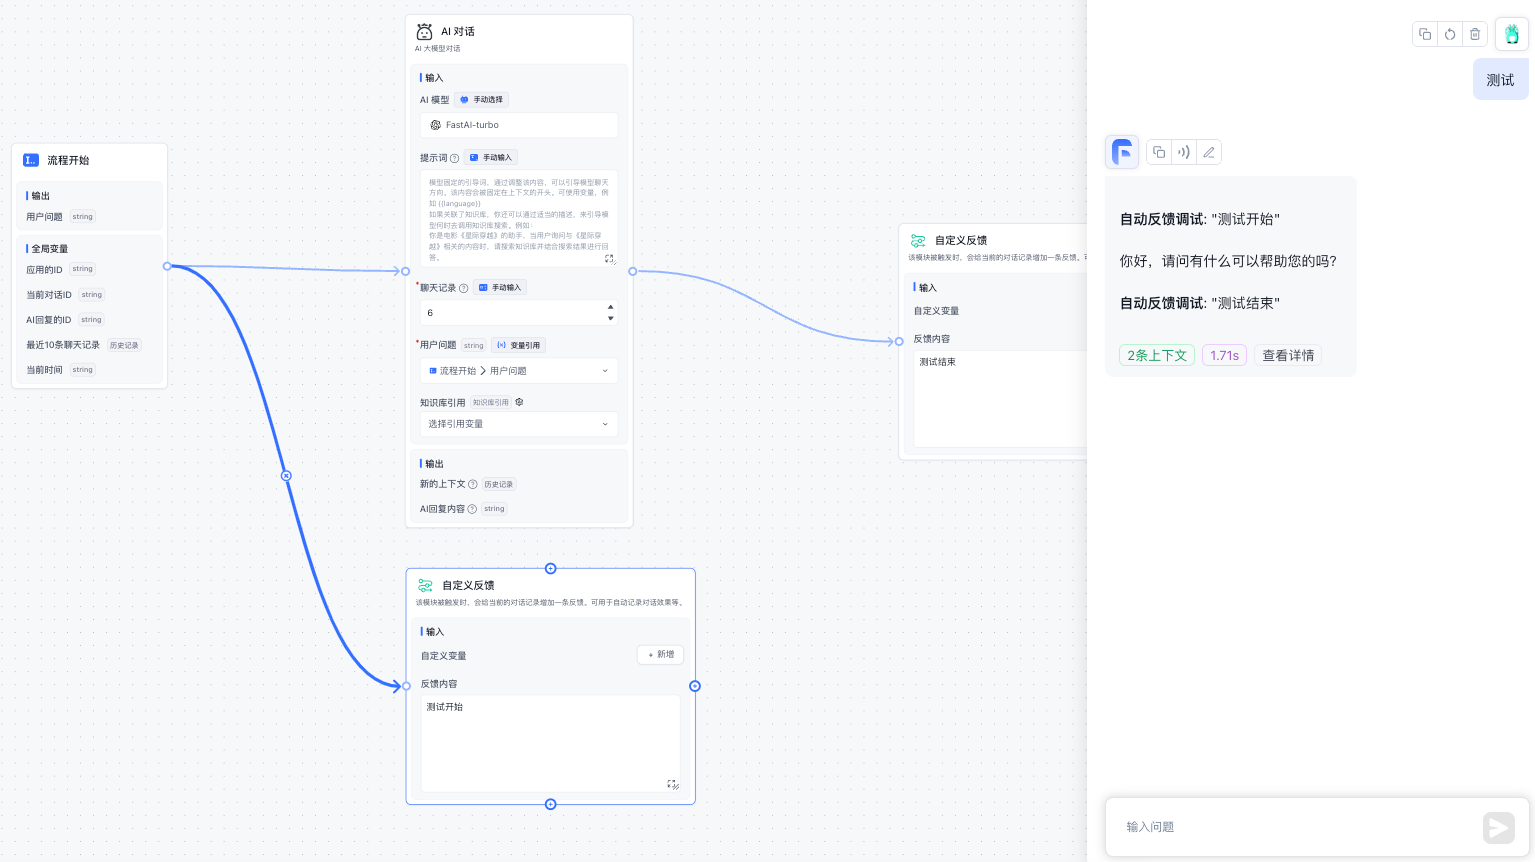 流程开始
输出
用户问题 string
全局变量
应用的ID string
当前对话ID string
AI回复的ID string
最近10条聊天记录 历史记录
当前时间 string
AI 对话
AI 大模型对话
输入
AI 模型 手动选择
FastAI-turbo
提示词 手动输入
模型固定的引导词，通过调整该内容，可以引导模型聊天
方向。该内容会被固定在上下文的开头。可使用变量，例
如 {{language}}
如果关联了知识库，你还可以通过适当的描述，来引导模
型何时去调用知识库搜索。例如：
你是电影《星际穿越》的助手，当用户询问与《星际穿
越》相关的内容时，请搜索知识库并结合搜索结果进行回
答。
*聊天记录 手动输入
6
*用户问题 string 变量引用
流程开始 > 用户问题
知识库引用 知识库引用
选择引用变量
输出
新的上下文 历史记录
AI回复内容 string
自定义反馈
该模块被触发时，会给当前的对话记录增加一条反馈。可用于自动记录对话效果等。
输入
自定义变量
+ 新增
反馈内容
测试开始
自定义反馈
该模块被触发时，会给当前的对话记录增加一条反馈。可
输入
自定义变量
反馈内容
测试结束
测试
自动反馈调试: "测试开始"
你好，请问有什么可以帮助您的吗?
自动反馈调试: "测试结束"
2条上下文 1.71s 查看详情
输入问题